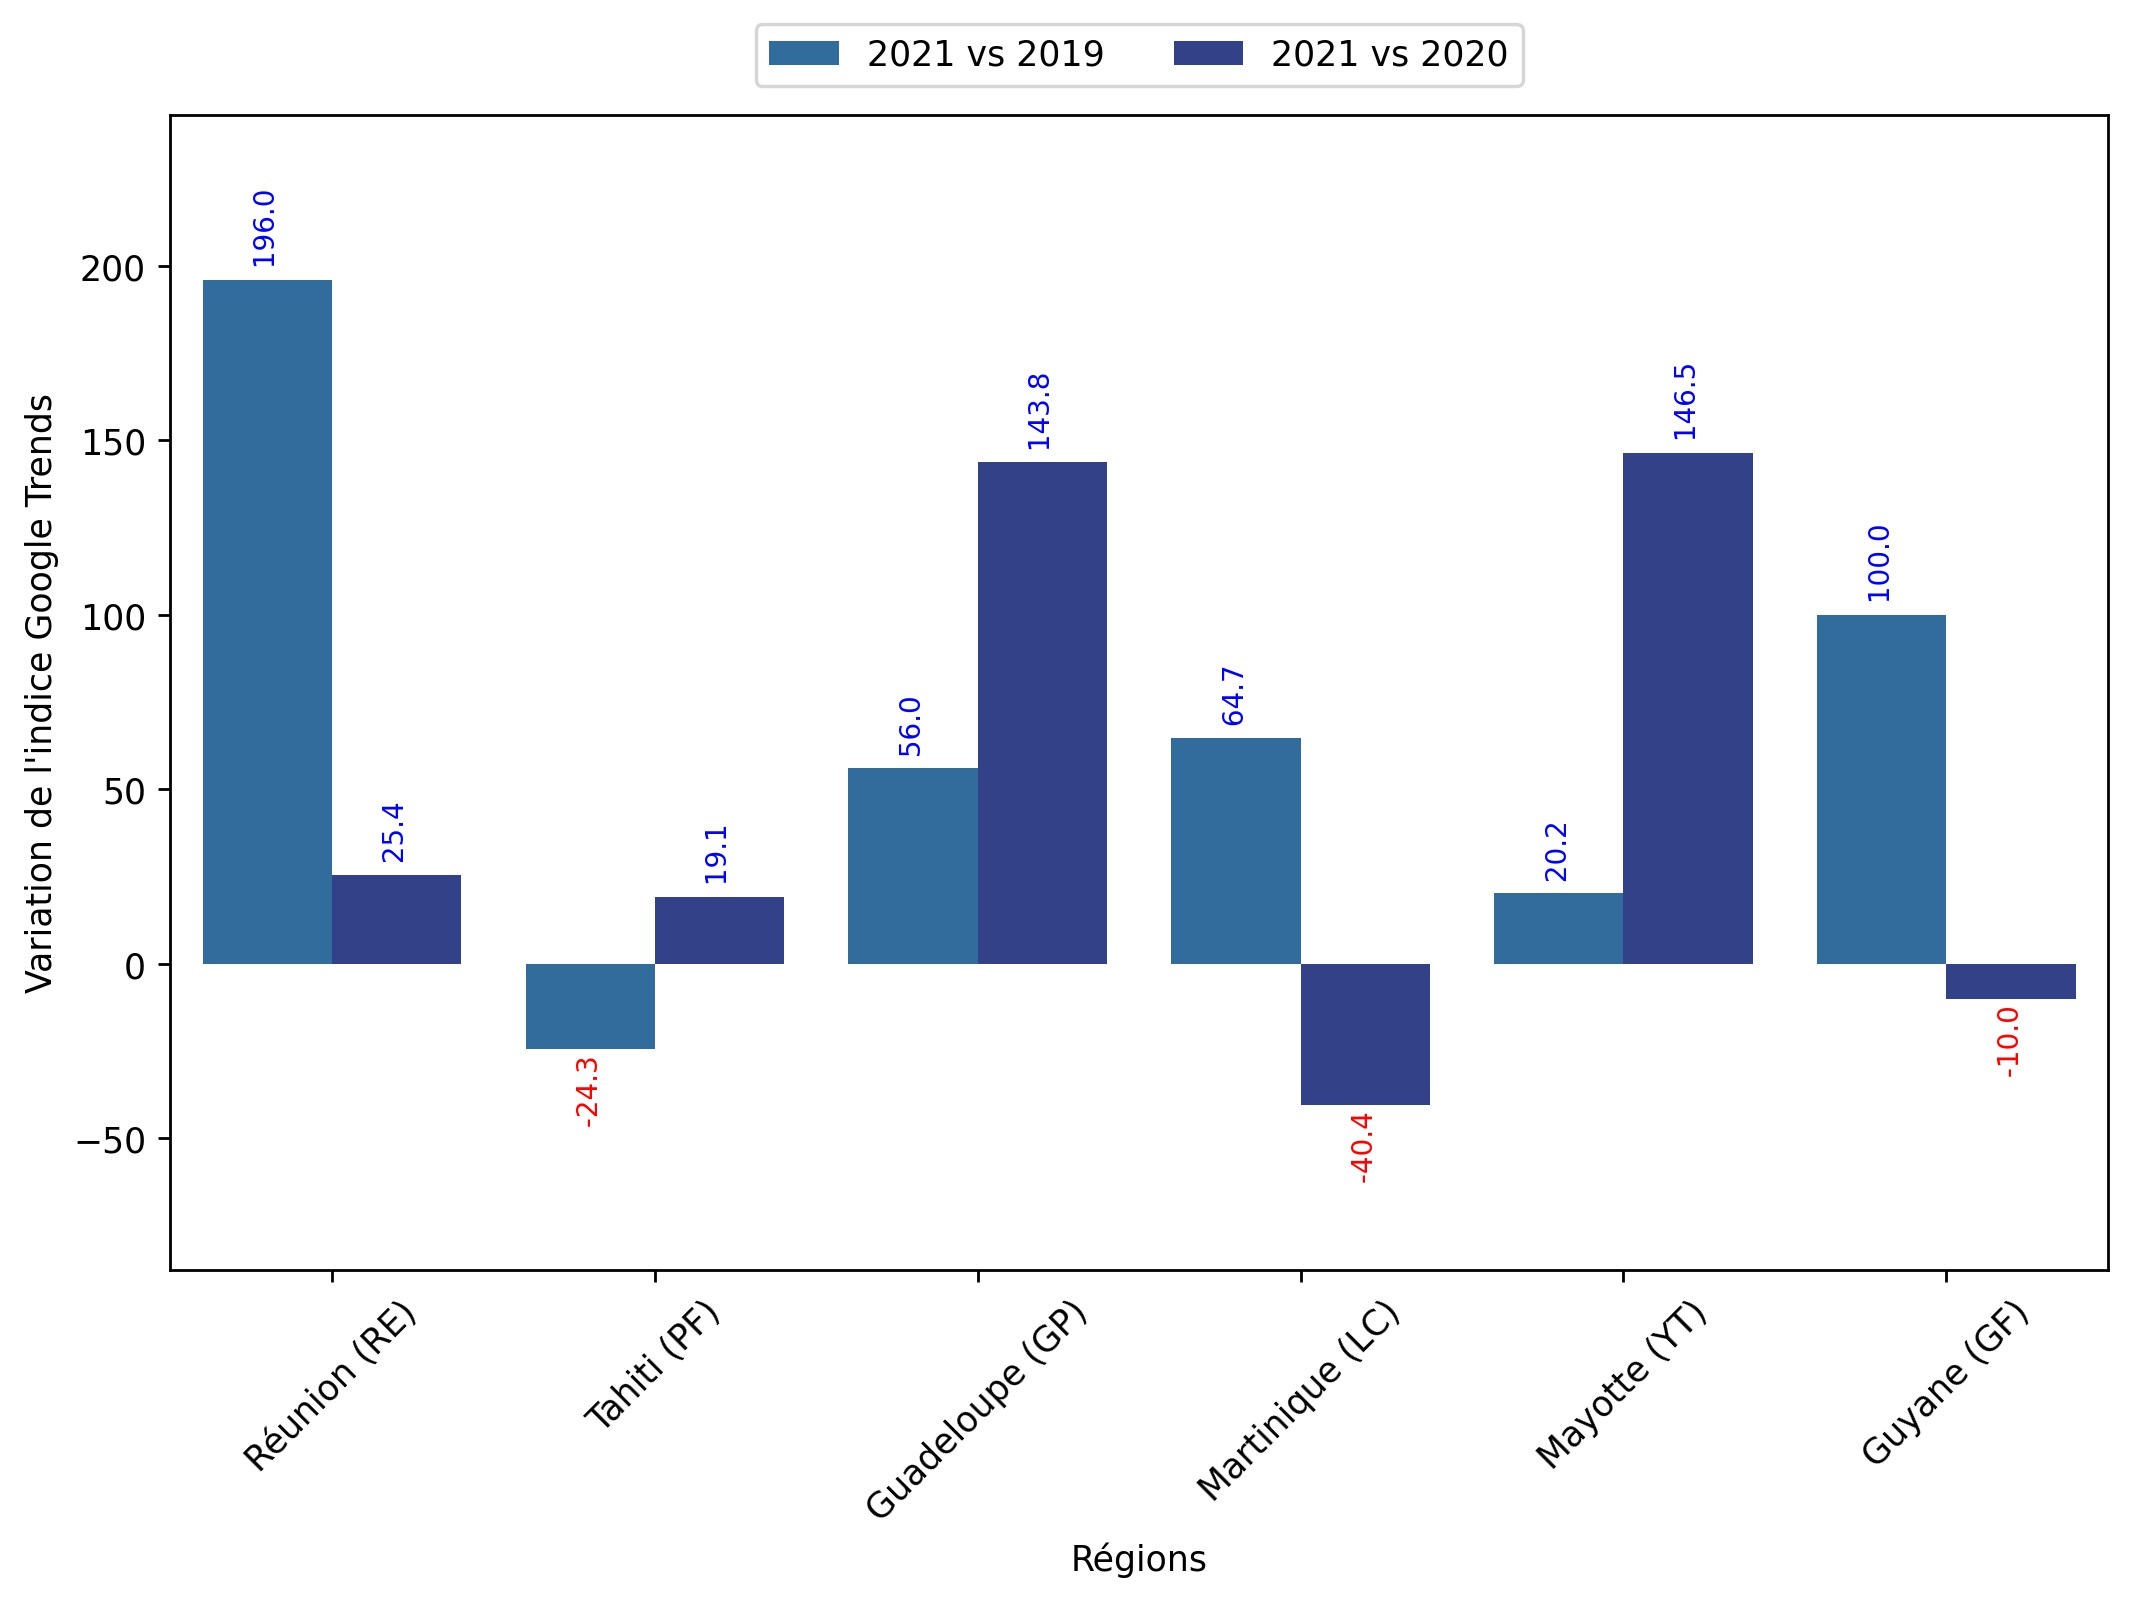 2021 vs 2019
2021 vs 2020
Variation de l'indice Google Trends
200
150
100
50
0
−50
196.0
25.4
-24.3
19.1
56.0
143.8
64.7
-40.4
20.2
146.5
100.0
-10.0
Réunion (RE)
Tahiti (PF)
Guadeloupe (GP)
Martinique (LC)
Mayotte (YT)
Guyane (GF)
Régions